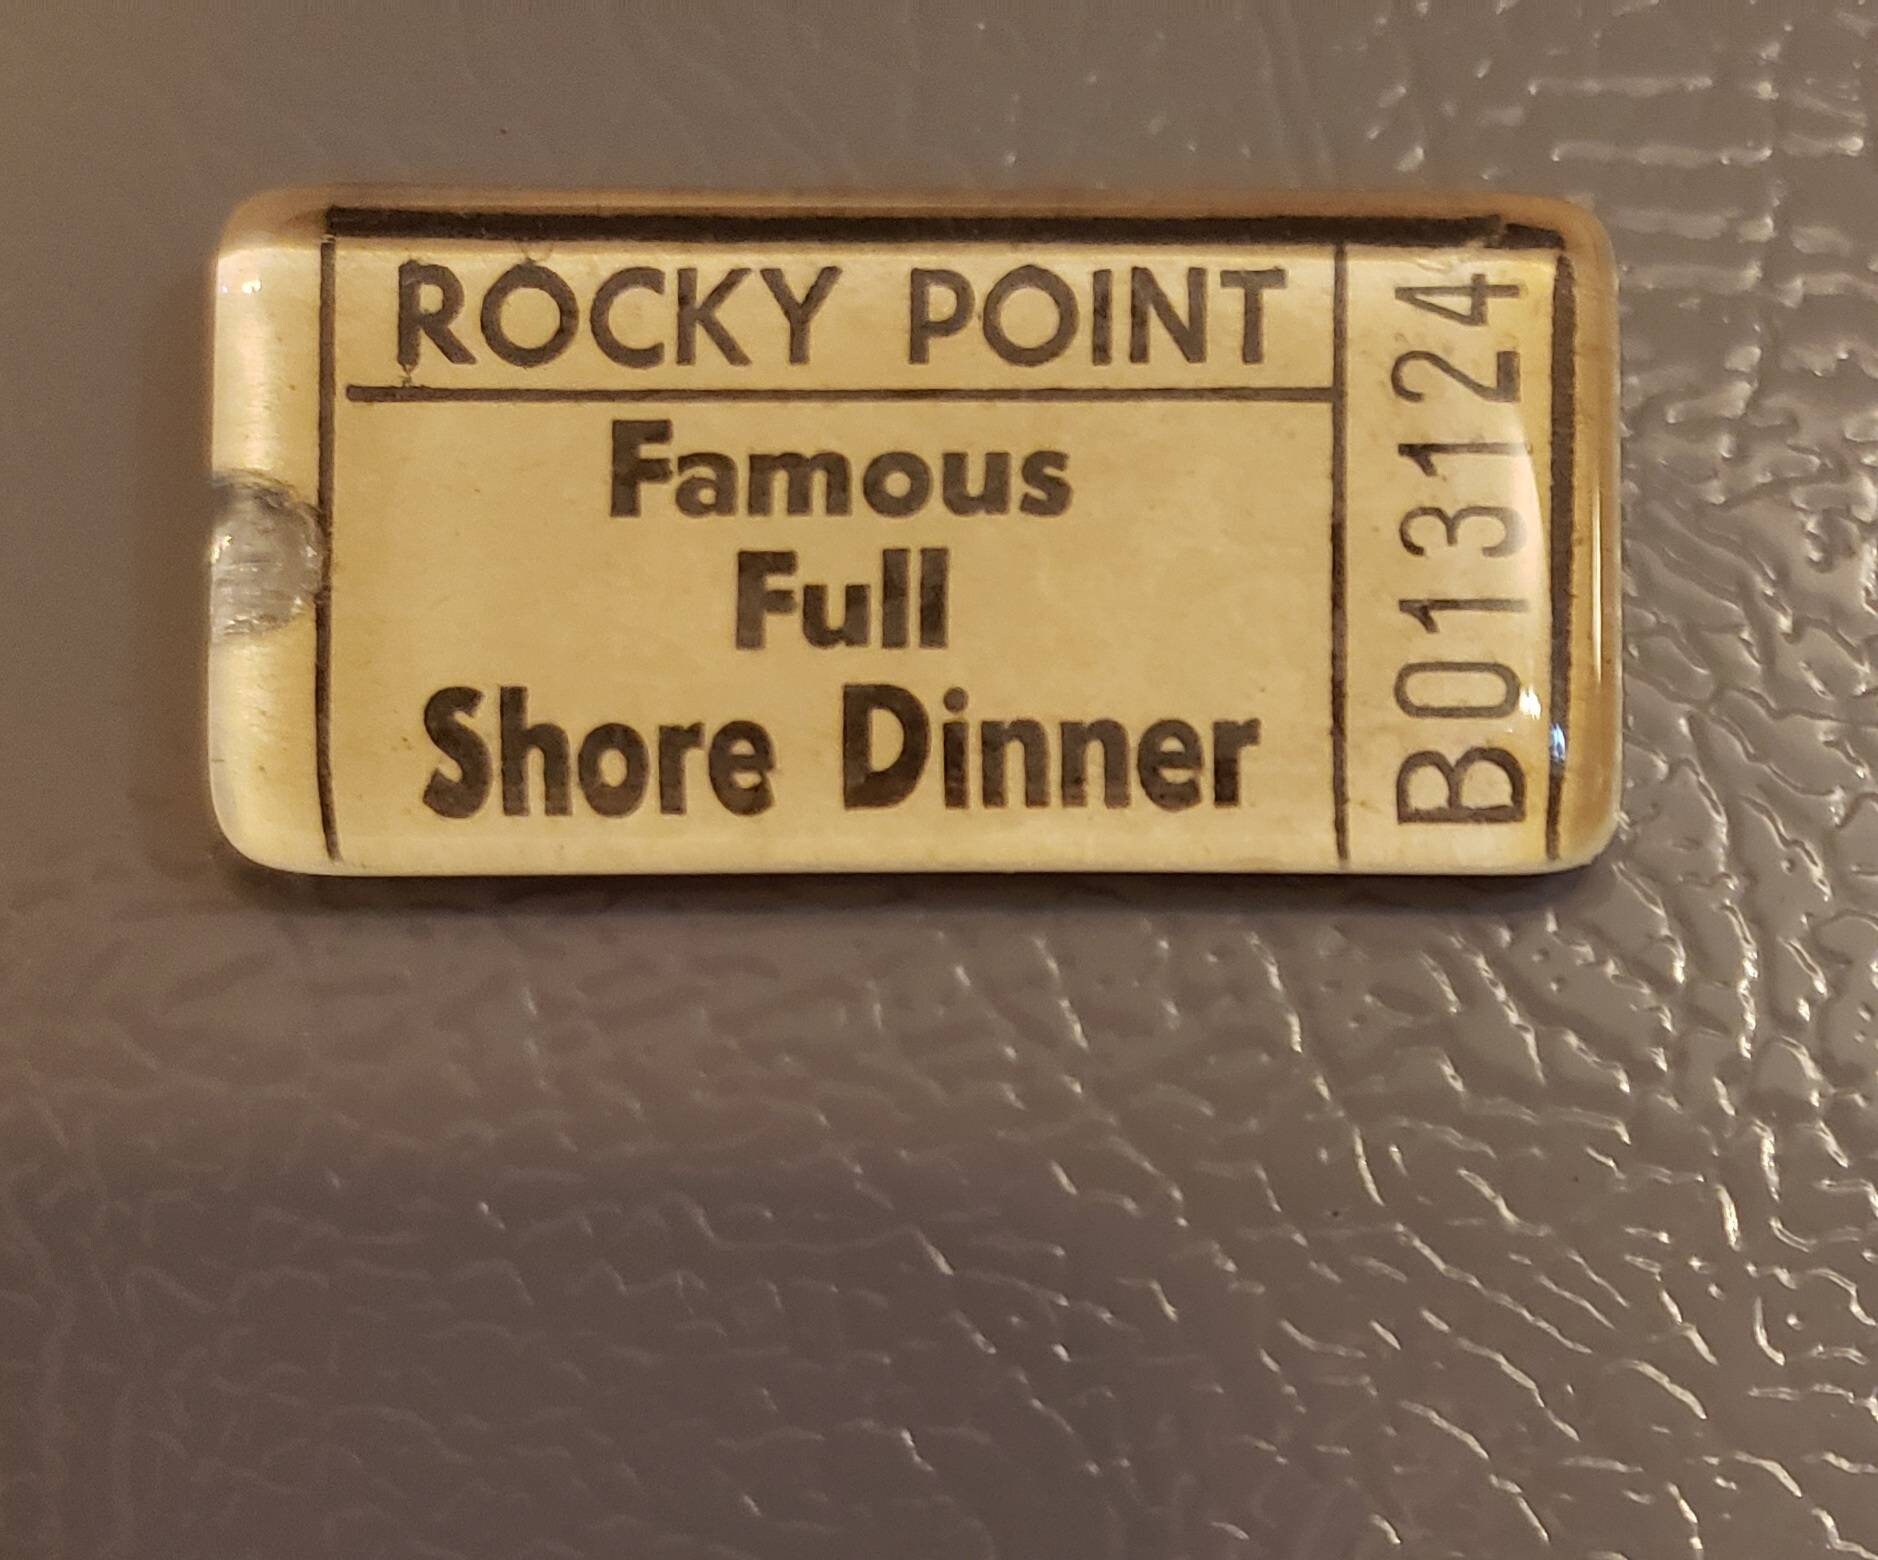 ROCKY POINT
Famous
Full
Shore Dinner
B013124